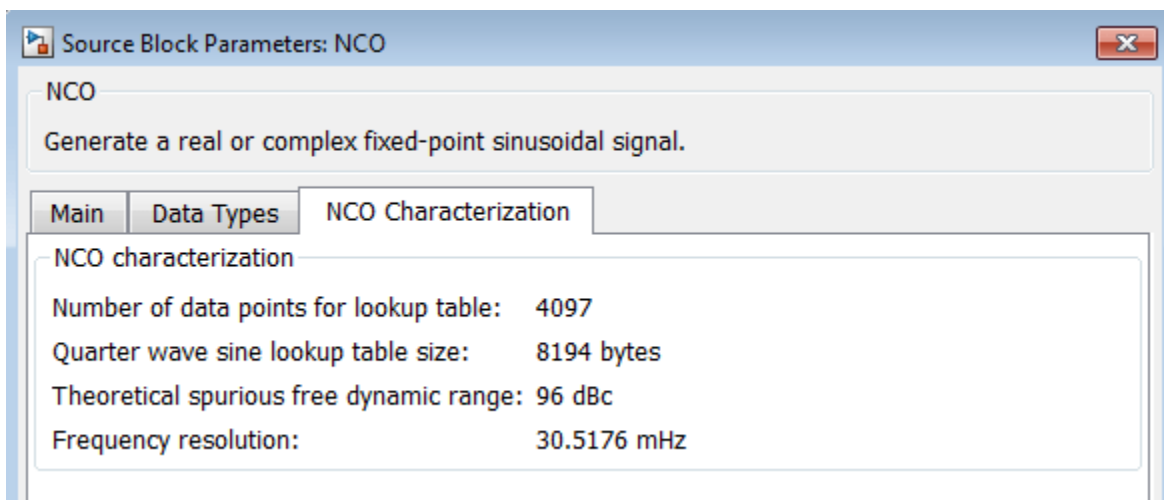 Source Block Parameters: NCO
NCO
Generate a real or complex fixed-point sinusoidal signal.
Main Data Types NCO Characterization
NCO characterization
Number of data points for lookup table: 4097
Quarter wave sine lookup table size: 8194 bytes
Theoretical spurious free dynamic range: 96 dBc
Frequency resolution: 30.5176 mHz